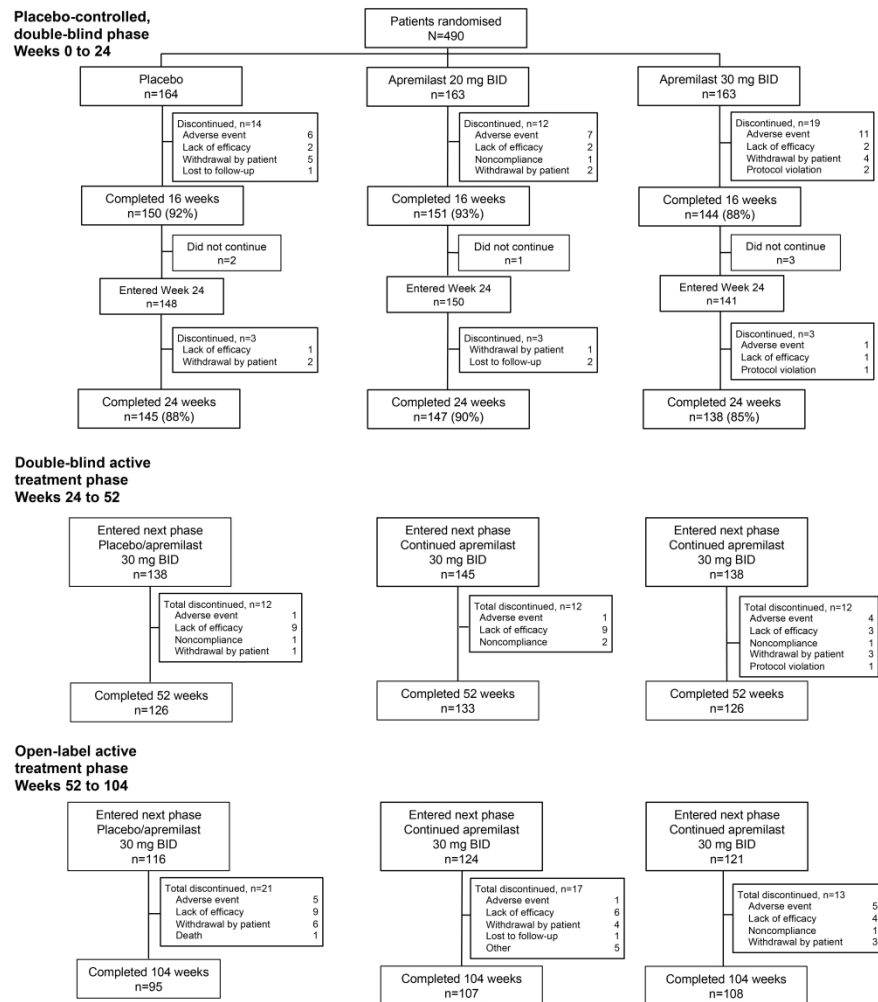 Placebo-controlled,
double-blind phase
Weeks 0 to 24
Patients randomised
N=490
Placebo
n=164
Apremilast 20 mg BID
n=163
Apremilast 30 mg BID
n=163
Discontinued, n=14
Adverse event 6
Lack of efficacy 2
Withdrawal by patient 5
Lost to follow-up 1
Discontinued, n=12
Adverse event 7
Lack of efficacy 2
Noncompliance 1
Withdrawal by patient 2
Discontinued, n=19
Adverse event 11
Lack of efficacy 2
Withdrawal by patient 4
Protocol violation 2
Completed 16 weeks
n=150 (92%)
Completed 16 weeks
n=151 (93%)
Completed 16 weeks
n=144 (88%)
Did not continue
n=2
Did not continue
n=1
Did not continue
n=3
Entered Week 24
n=148
Entered Week 24
n=150
Entered Week 24
n=141
Discontinued, n=3
Lack of efficacy 1
Withdrawal by patient 2
Discontinued, n=3
Withdrawal by patient 1
Lost to follow-up 2
Discontinued, n=3
Adverse event 1
Lack of efficacy 1
Protocol violation 1
Completed 24 weeks
n=145 (88%)
Completed 24 weeks
n=147 (90%)
Completed 24 weeks
n=138 (85%)
Double-blind active
treatment phase
Weeks 24 to 52
Entered next phase
Placebo/apremilast
30 mg BID
n=138
Entered next phase
Continued apremilast
30 mg BID
n=145
Entered next phase
Continued apremilast
30 mg BID
n=138
Total discontinued, n=12
Adverse event 1
Lack of efficacy 9
Noncompliance 1
Withdrawal by patient 1
Total discontinued, n=12
Adverse event 1
Lack of efficacy 9
Noncompliance 2
Total discontinued, n=12
Adverse event 4
Lack of efficacy 3
Noncompliance 1
Withdrawal by patient 3
Protocol violation 1
Completed 52 weeks
n=126
Completed 52 weeks
n=133
Completed 52 weeks
n=126
Open-label active
treatment phase
Weeks 52 to 104
Entered next phase
Placebo/apremilast
30 mg BID
n=116
Entered next phase
Continued apremilast
30 mg BID
n=124
Entered next phase
Continued apremilast
30 mg BID
n=121
Total discontinued, n=21
Adverse event 5
Lack of efficacy 9
Withdrawal by patient 6
Death 1
Total discontinued, n=17
Adverse event 1
Lack of efficacy 6
Withdrawal by patient 4
Lost to follow-up 1
Other 5
Total discontinued, n=13
Adverse event 5
Lack of efficacy 4
Noncompliance 1
Withdrawal by patient 3
Completed 104 weeks
n=95
Completed 104 weeks
n=107
Completed 104 weeks
n=108